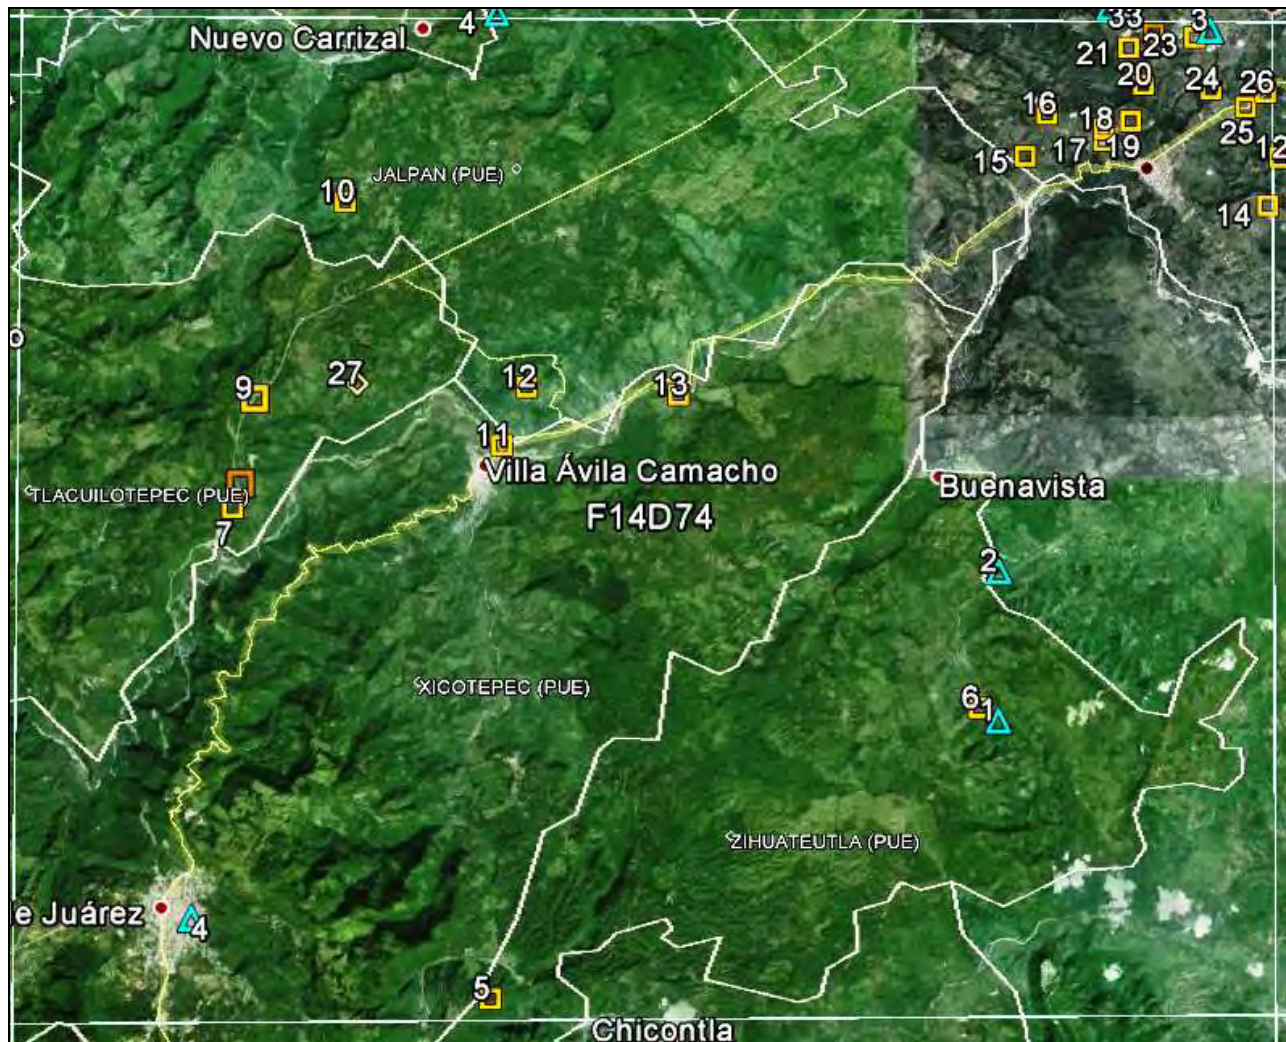 4
33
3
Nuevo Carrizal
21
23
20
24
26
16
18
25
15
17
19
12
JALPAN (PUE)
10
14
o
27
12
13
9
11
Villa Ávila Camacho
Buenavista
TLACUILOTEPEC (PUE)
F14D74
7
2
XICOTEPEC (PUE)
6
1
ZIHUATEUTLA (PUE)
e Juárez
4
5
Chicontla